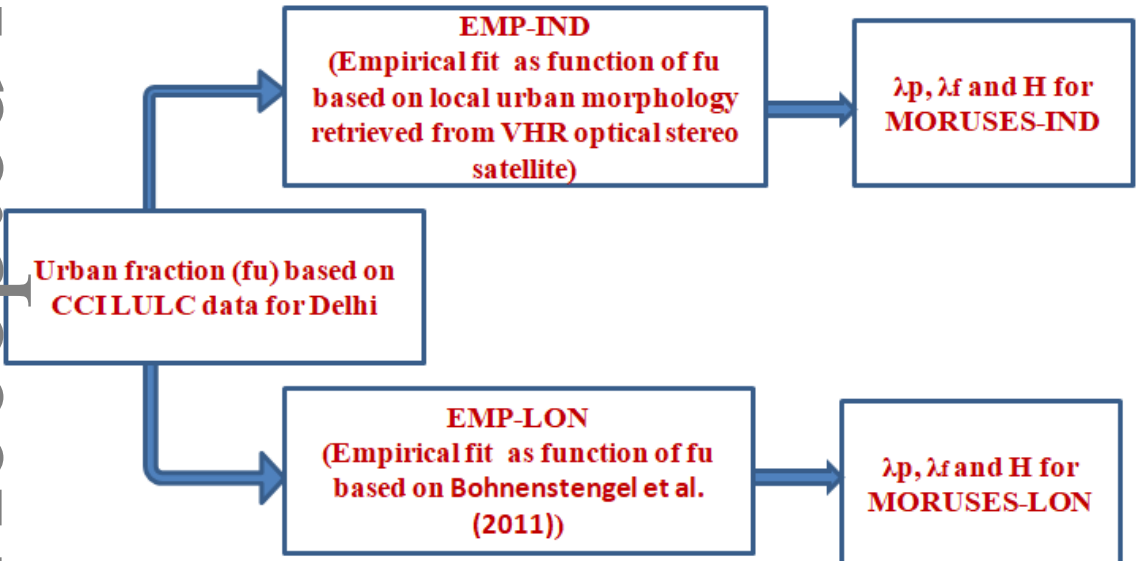 EMP-IND
(Empirical fit as function of fu
based on local urban morphology
retrieved from VHR optical stereo
satellite)
λp, λf and H for
MORUSES-IND
Urban fraction (fu) based on
CCI LULC data for Delhi
EMP-LON
(Empirical fit as function of fu
based on Bohnenstengel et al.
(2011))
λp, λf and H for
MORUSES-LON